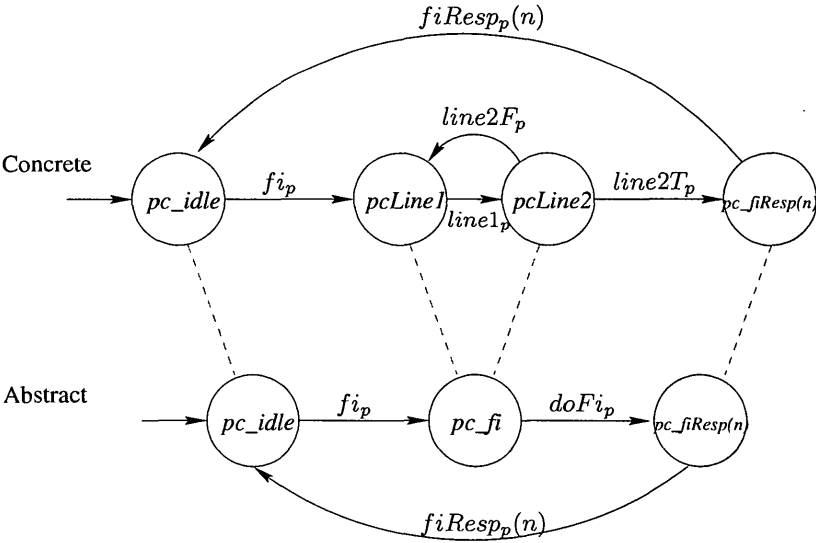 fiResp_p(n)
line2F_p
Concrete
fi_p
line2T_p
pc_idle
pcLine1
line1_p
pcLine2
pc_fiResp(n)
Abstract
fi_p
doFi_p
pc_idle
pc_fi
pc_fiResp(n)
fiResp_p(n)